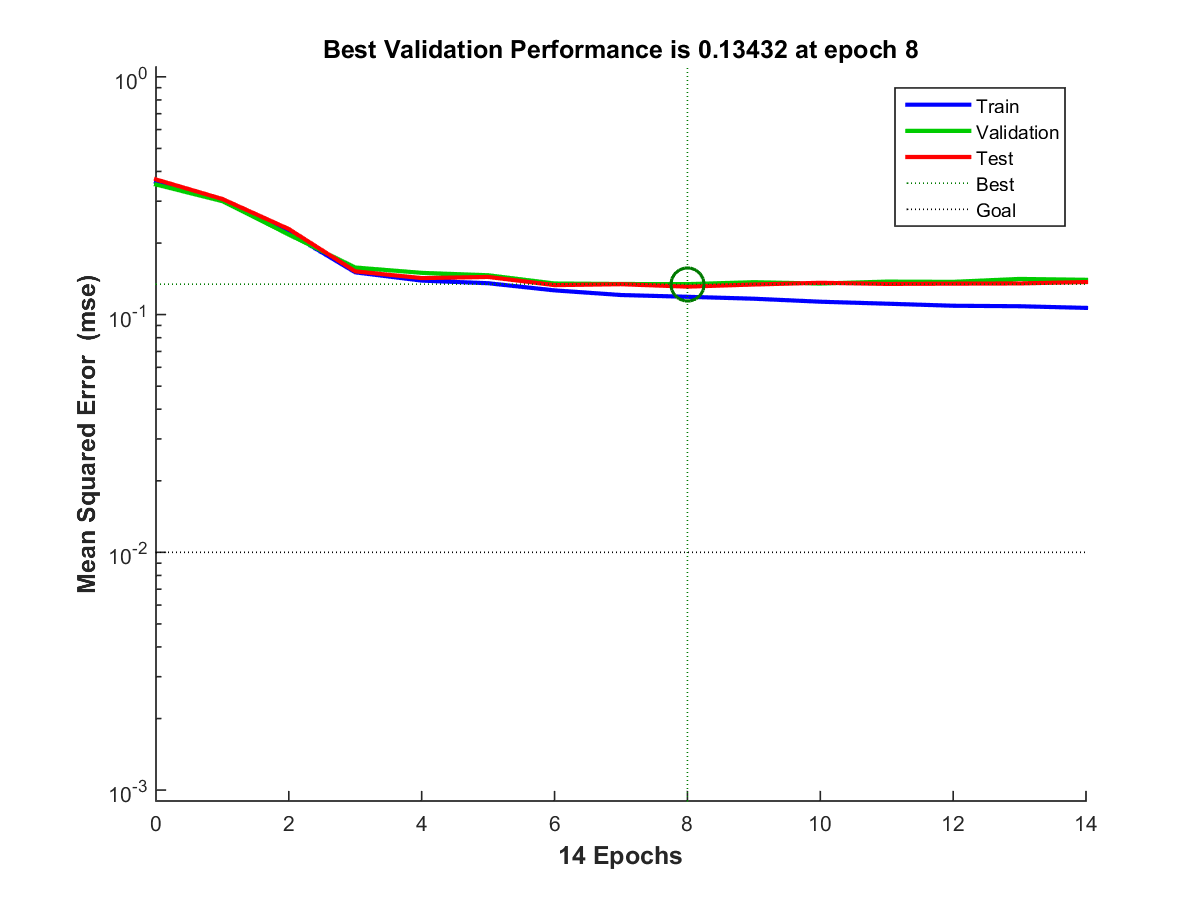 Best Validation Performance is 0.13432 at epoch 8
10^0
10^-1
10^-2
10^-3
Mean Squared Error (mse)
Train
Validation
Test
Best
Goal
0 2 4 6 8 10 12 14
14 Epochs